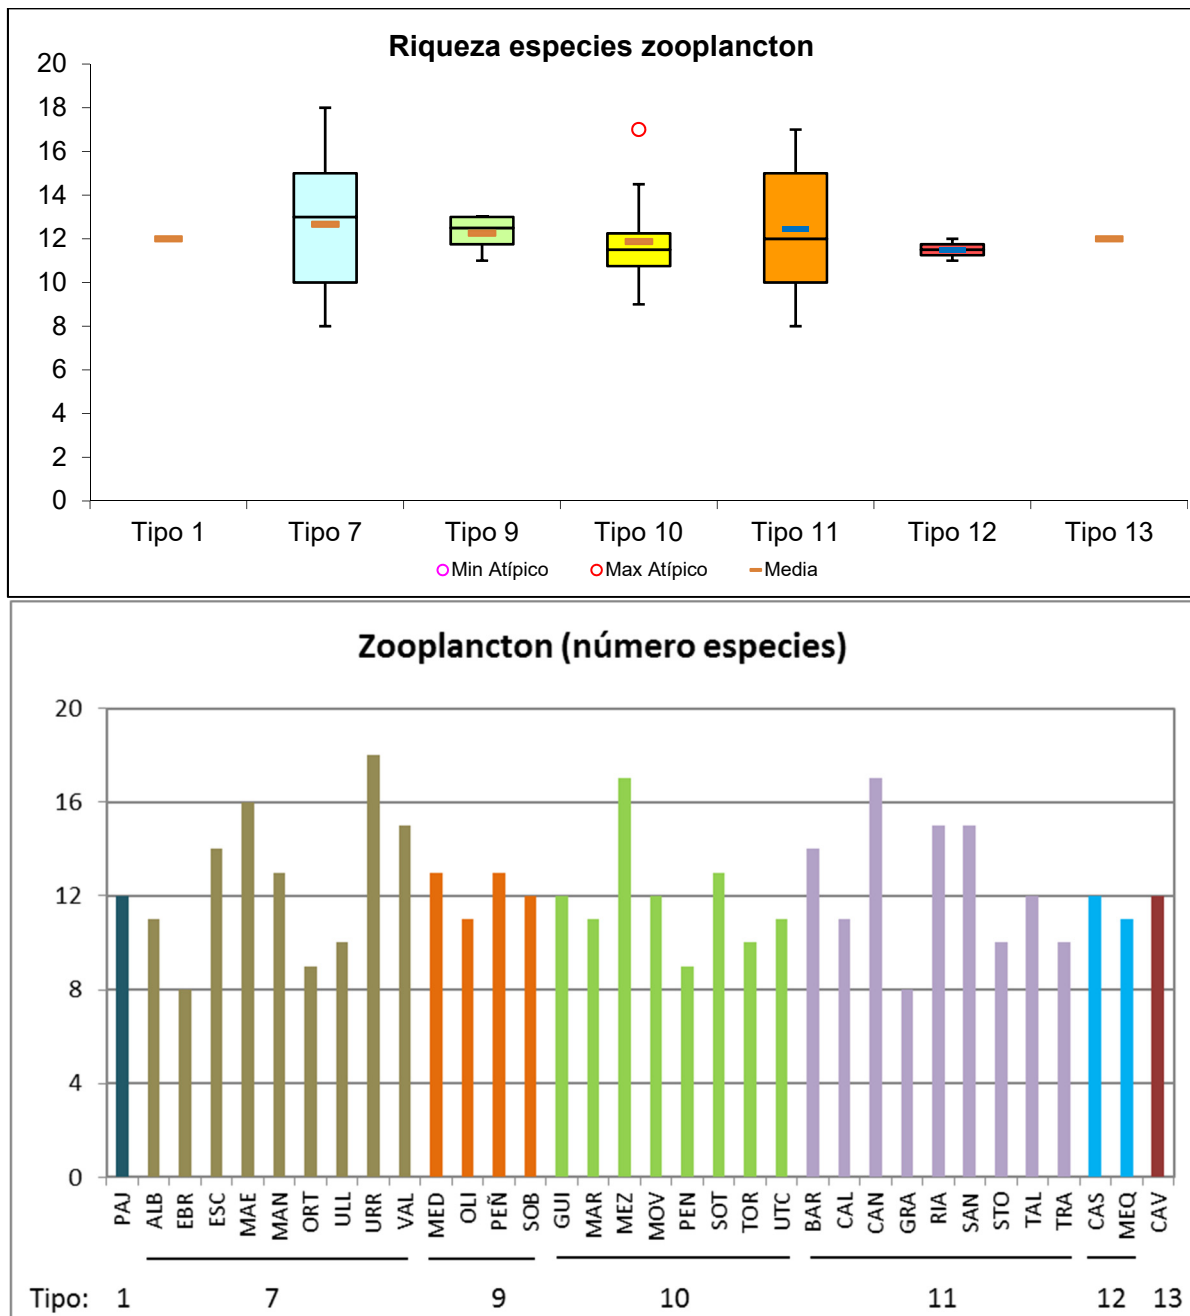 Riqueza especies zooplancton
20
18
16
14
12
10
8
6
4
2
0
Tipo 1 Tipo 7 Tipo 9 Tipo 10 Tipo 11 Tipo 12 Tipo 13
Min Atípico Max Atípico Media
Zooplancton (número especies)
20
16
12
8
4
0
PAJ ALB EBR ESC MAE MAN ORT ULL URR VAL MED OLI PEÑ SOB GUI MAR MEZ MOV PEN SOT TOR UTC BAR CAL CAN GRA RIA SAN STO TAL TRA CAS MEQ CAV
Tipo: 1 7 9 10 11 12 13